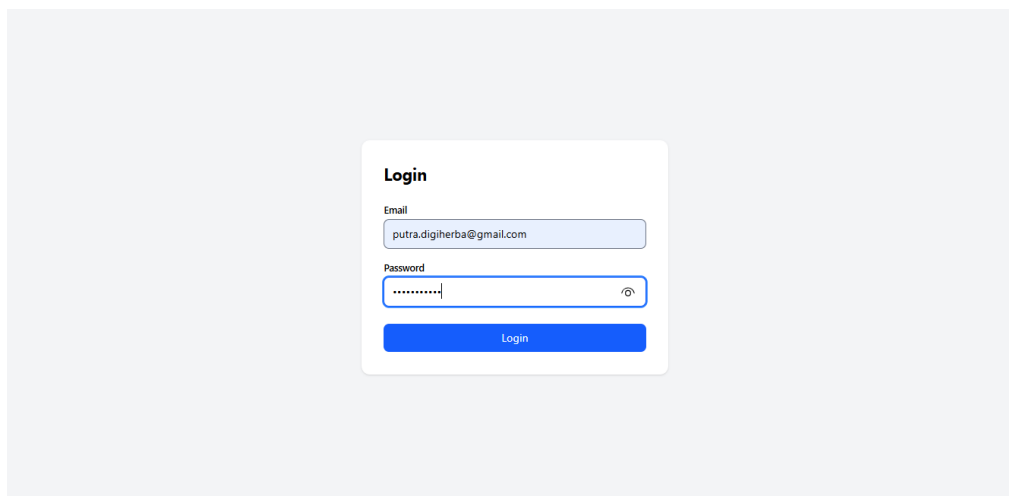 Login
Email
putra.digiherba@gmail.com
Password
•••••••••••
Login